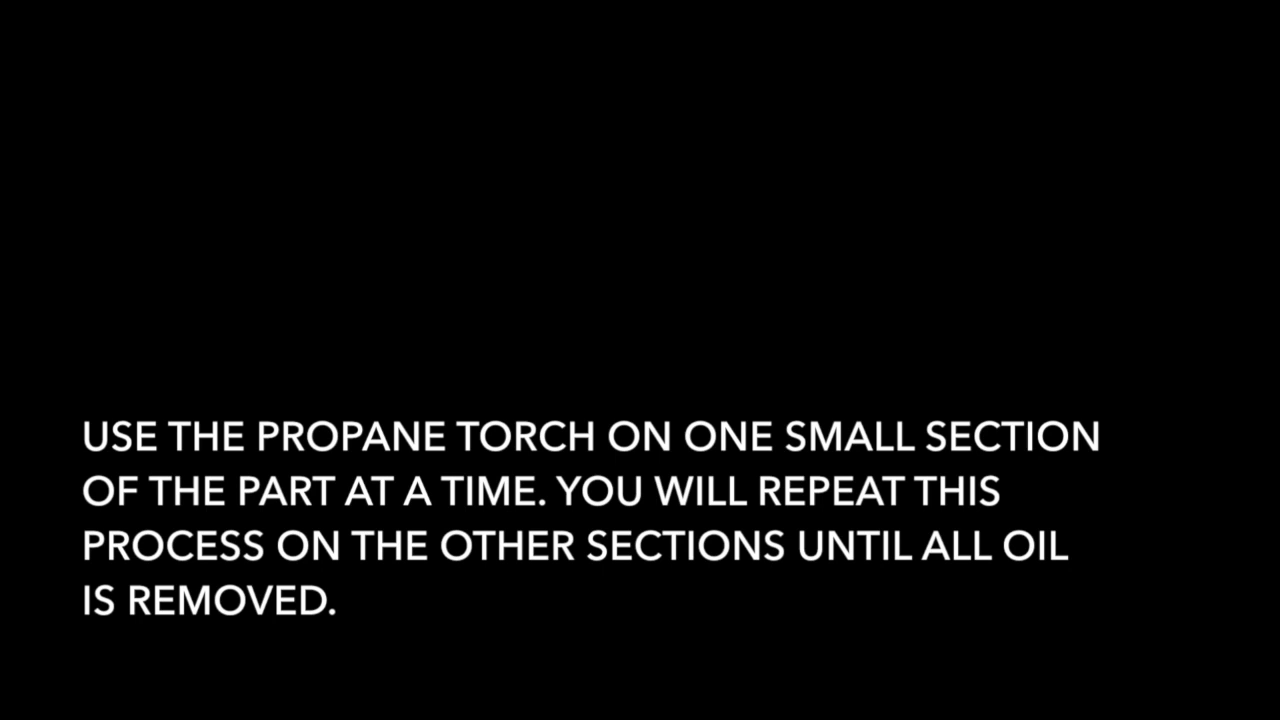 USE THE PROPANE TORCH ON ONE SMALL SECTION
OF THE PART AT A TIME. YOU WILL REPEAT THIS
PROCESS ON THE OTHER SECTIONS UNTIL ALL OIL
IS REMOVED.